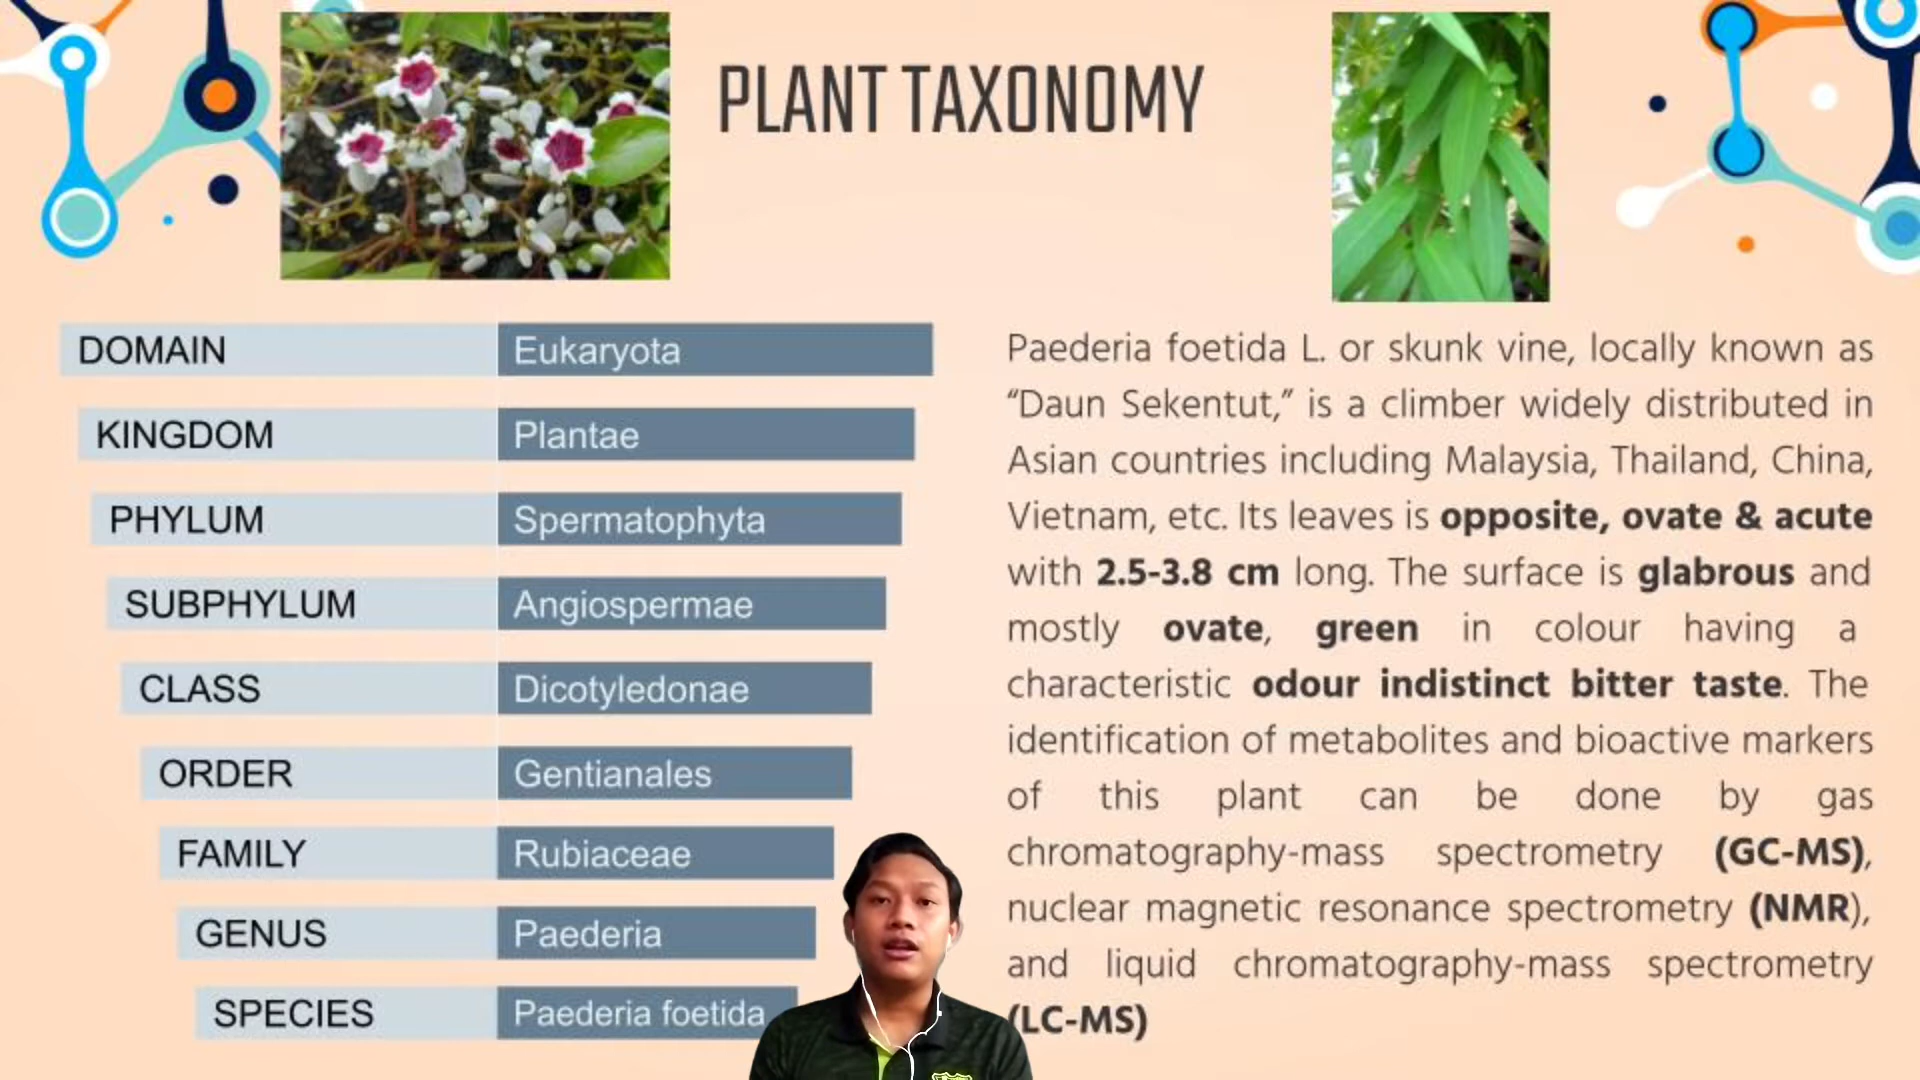 PLANT TAXONOMY
DOMAIN Eukaryota
KINGDOM Plantae
PHYLUM Spermatophyta
SUBPHYLUM Angiospermae
CLASS Dicotyledonae
ORDER Gentianales
FAMILY Rubiaceae
GENUS Paederia
SPECIES Paederia foetida
Paederia foetida L. or skunk vine, locally known as
“Daun Sekentut,” is a climber widely distributed in
Asian countries including Malaysia, Thailand, China,
Vietnam, etc. Its leaves is opposite, ovate & acute
with 2.5-3.8 cm long. The surface is glabrous and
mostly ovate, green in colour having a
characteristic odour indistinct bitter taste. The
identification of metabolites and bioactive markers
of this plant can be done by gas
chromatography-mass spectrometry (GC-MS),
nuclear magnetic resonance spectrometry (NMR),
and liquid chromatography-mass spectrometry
(LC-MS)